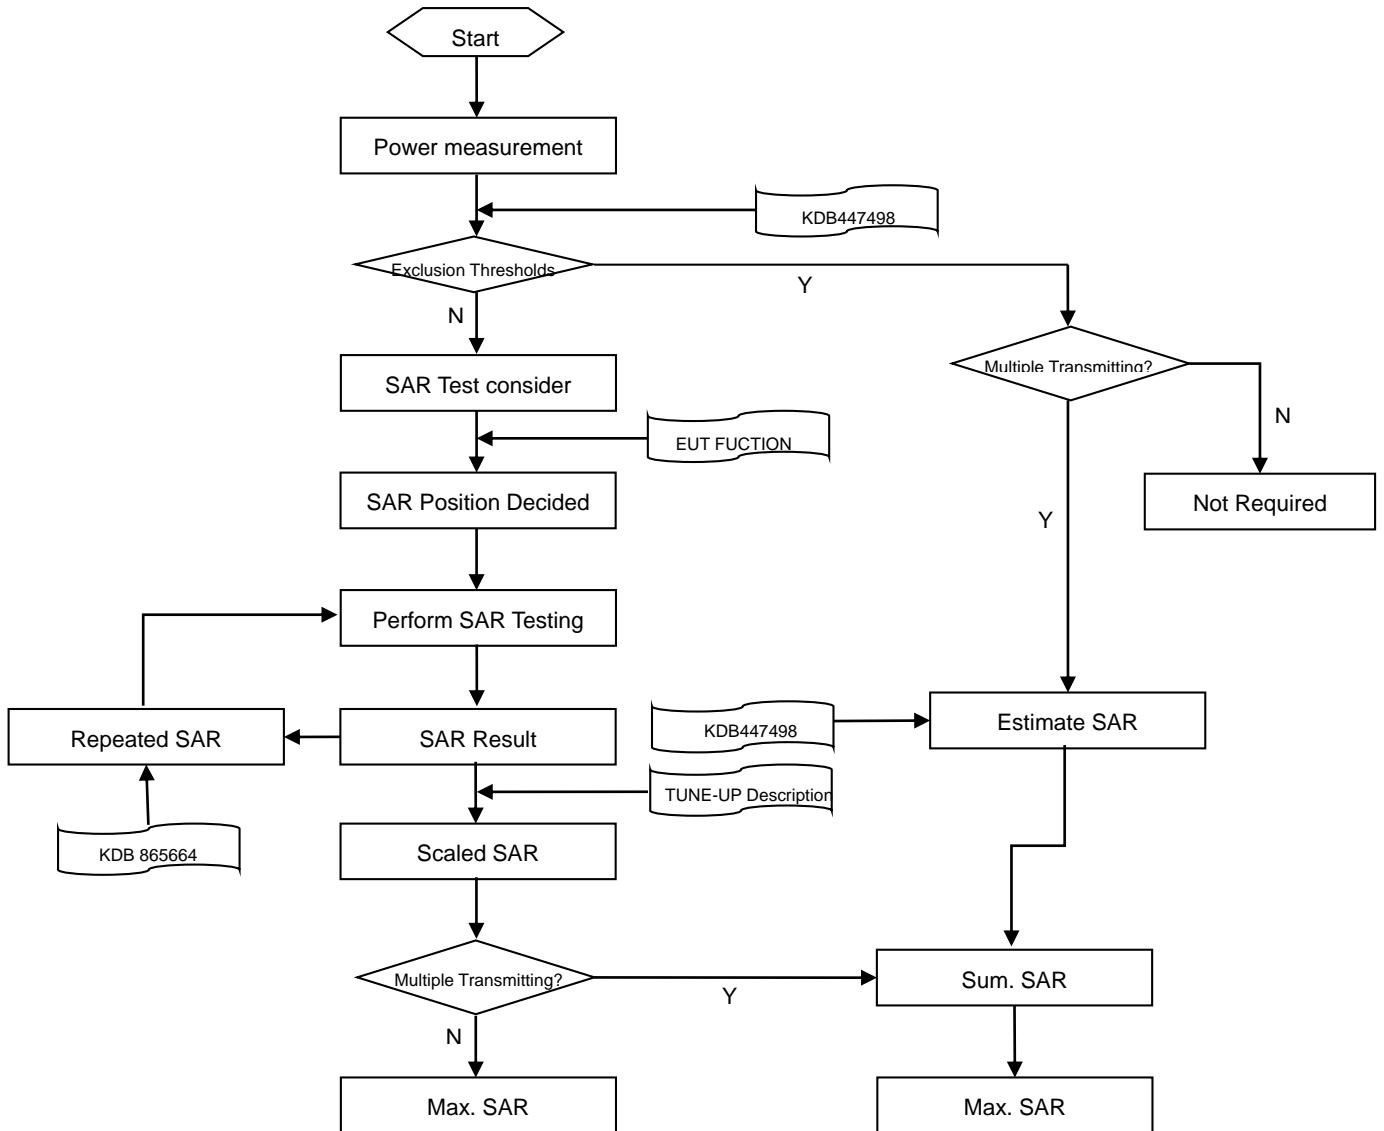 Start
Power measurement
KDB447498
Exclusion Thresholds
Y
N
Multiple Transmitting?
SAR Test consider
N
EUT FUCTION
SAR Position Decided
Not Required
Y
Perform SAR Testing
Repeated SAR
SAR Result
KDB447498
Estimate SAR
TUNE-UP Description
KDB 865664
Scaled SAR
Multiple Transmitting?
Y
Sum. SAR
N
Max. SAR
Max. SAR